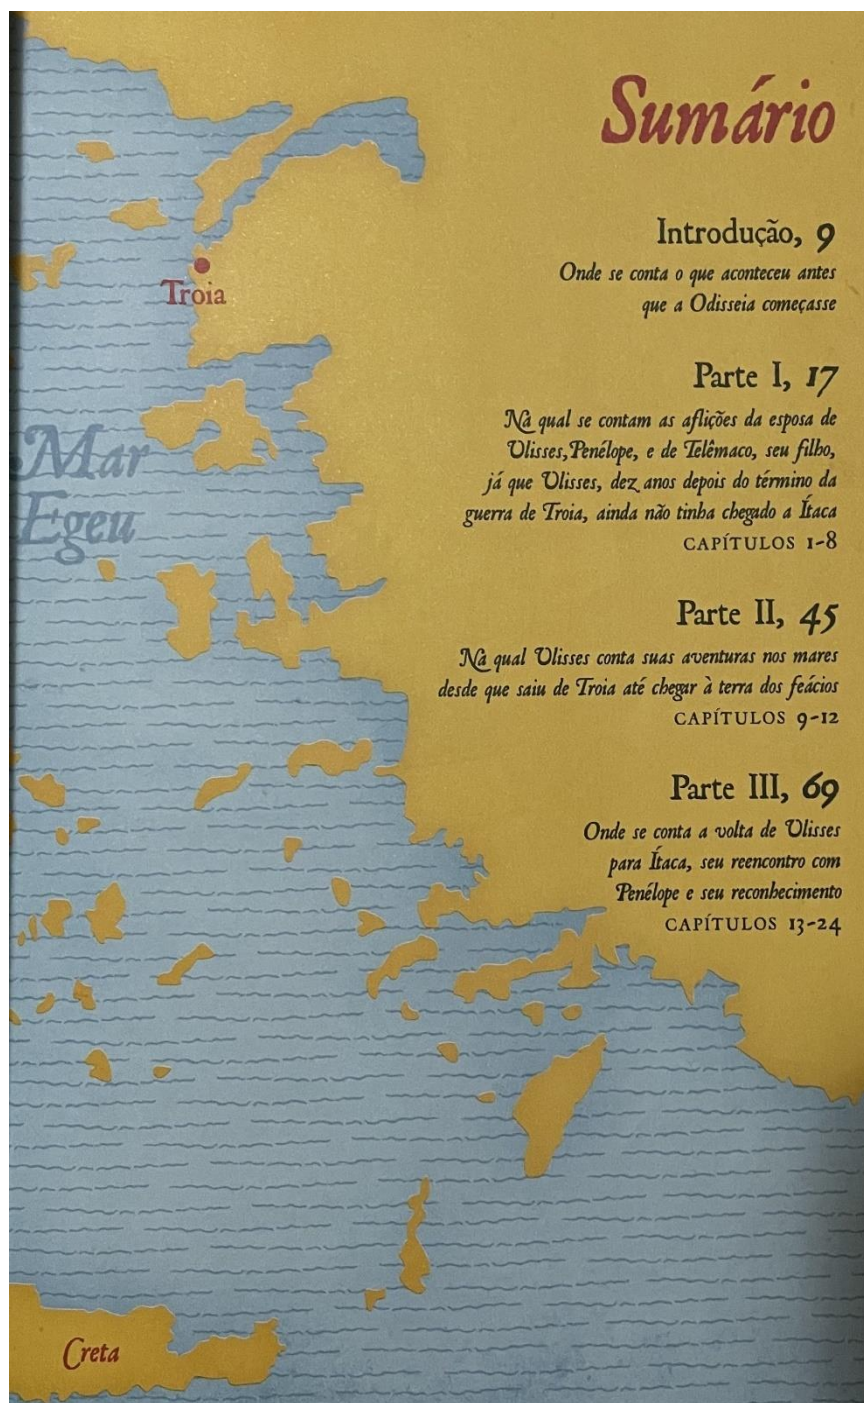 Sumário
Introdução, 9
Onde se conta o que aconteceu antes
que a Odisseia começasse
Parte I, 17
Na qual se contam as aflições da esposa de
Ulisses, Penélope, e de Telêmaco, seu filho,
já que Ulisses, dez anos depois do término da
guerra de Troia, ainda não tinha chegado a Ítaca
CAPÍTULOS 1-8
Parte II, 45
Na qual Ulisses conta suas aventuras nos mares
desde que saiu de Troia até chegar à terra dos feácios
CAPÍTULOS 9-12
Parte III, 69
Onde se conta a volta de Ulisses
para Ítaca, seu reencontro com
Penélope e seu reconhecimento
CAPÍTULOS 13-24
Troia
Mar
Egeu
Creta